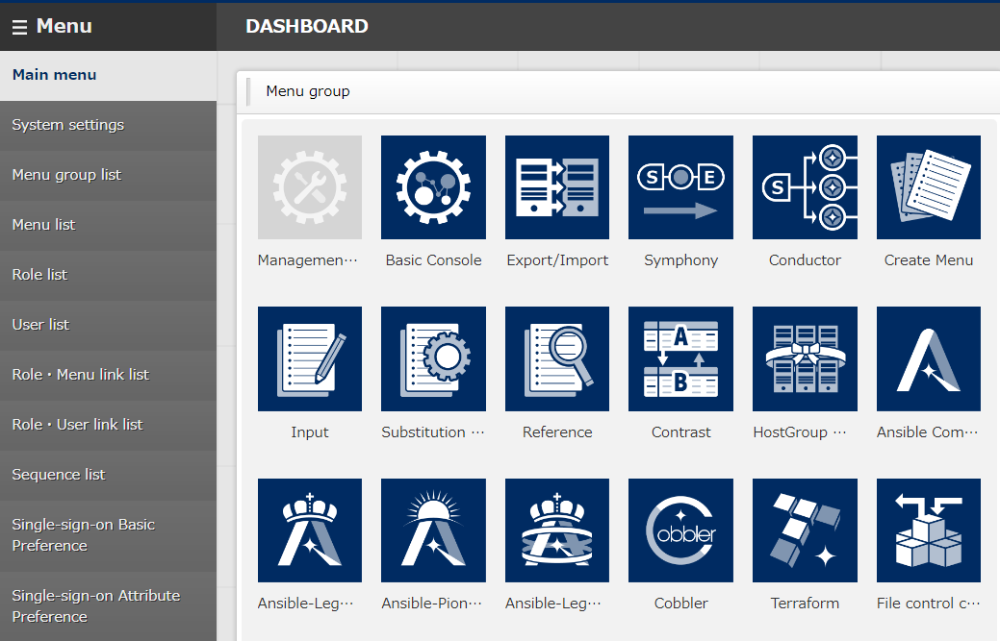 ☰ Menu
DASHBOARD
Main menu
System settings
Menu group list
Menu list
Role list
User list
Role・Menu link list
Role・User link list
Sequence list
Single-sign-on Basic
Preference
Single-sign-on Attribute
Preference
Menu group
S O E
S
Managemen…
Basic Console
Export/Import
Symphony
Conductor
Create Menu
A
B
Input
Substitution …
Reference
Contrast
HostGroup …
Ansible Com…
Cobbler
Ansible-Leg…
Ansible-Pion…
Ansible-Leg…
Cobbler
Terraform
File control c…